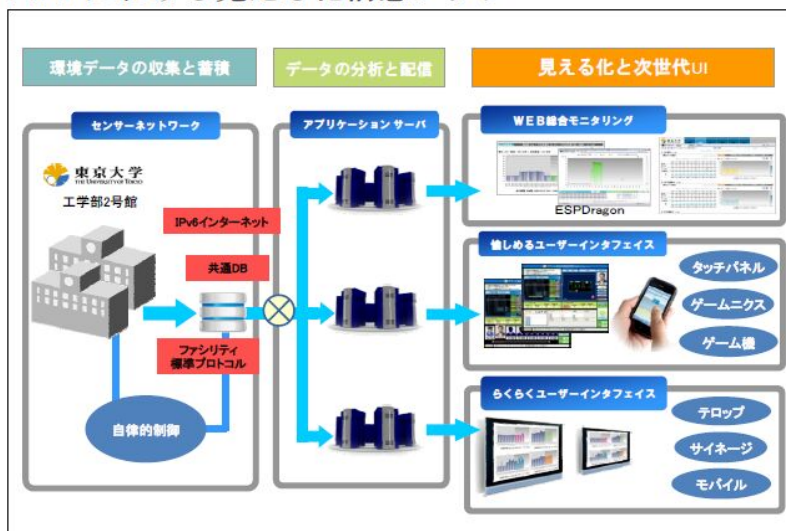 環境データの収集と蓄積
データの分析と配信
見える化と次世代UI
センサーネットワーク
東京大学
THE UNIVERSITY OF TOKYO
工学部2号館
IPv6インターネット
共通DB
ファシリティ
標準プロトコル
自律的制御
アプリケーション サーバ
WEB総合モニタリング
ESPDragon
愉しめるユーザーインタフェイス
タッチパネル
ゲームニクス
ゲーム機
らくらくユーザーインタフェイス
テロップ
サイネージ
モバイル